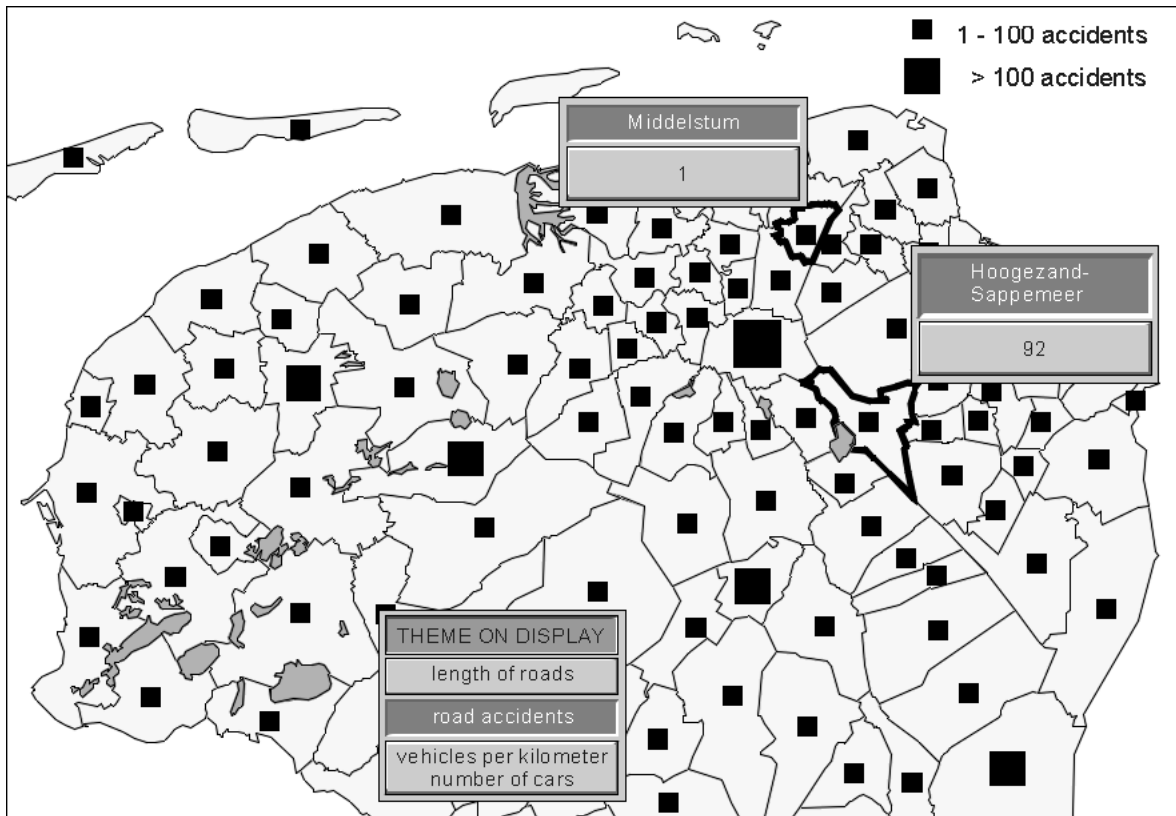 1 - 100 accidents
> 100 accidents
Middelstum
1
Hoogezand-
Sappemeer
92
THEME ON DISPLAY
length of roads
road accidents
vehicles per kilometer
number of cars